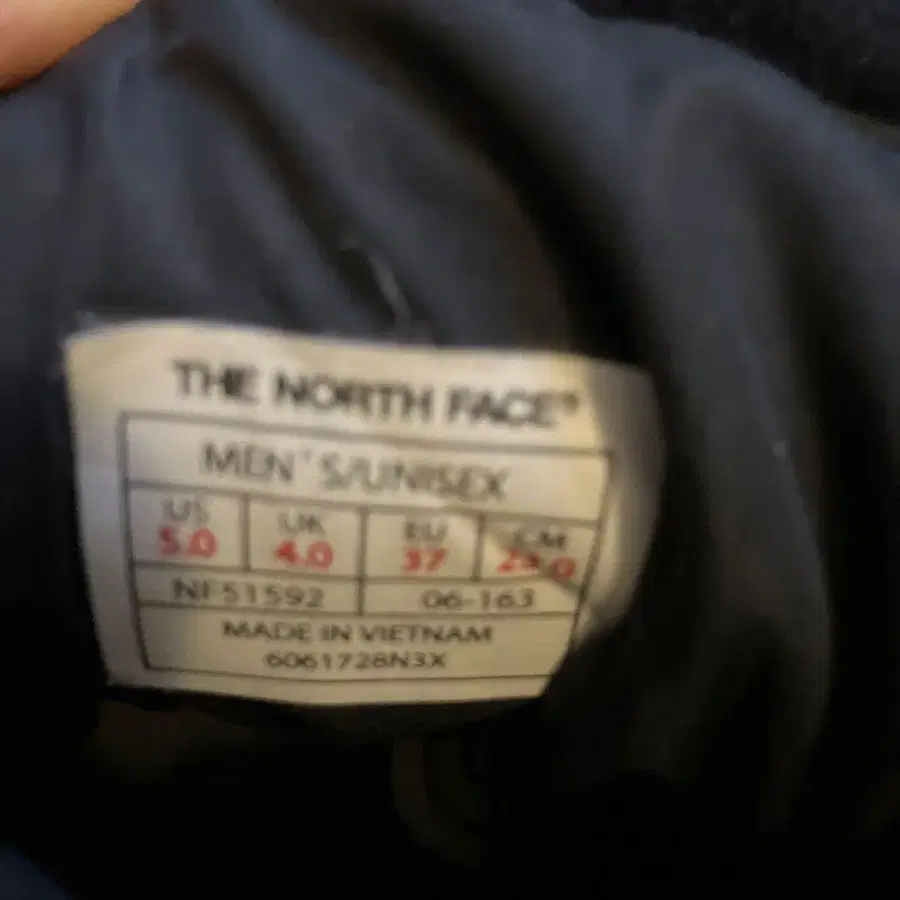 THE NORTH FACE®
MEN'S/UNISEX
US UK EU CM
5.0 4.0 37
NF51592 06-163
MADE IN VIETNAM
6061728N3X